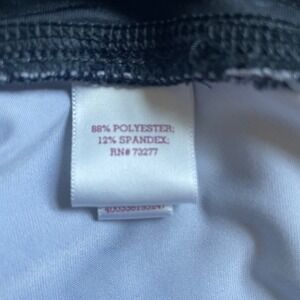 88% POLYESTER;
12% SPANDEX;
RN# 73277